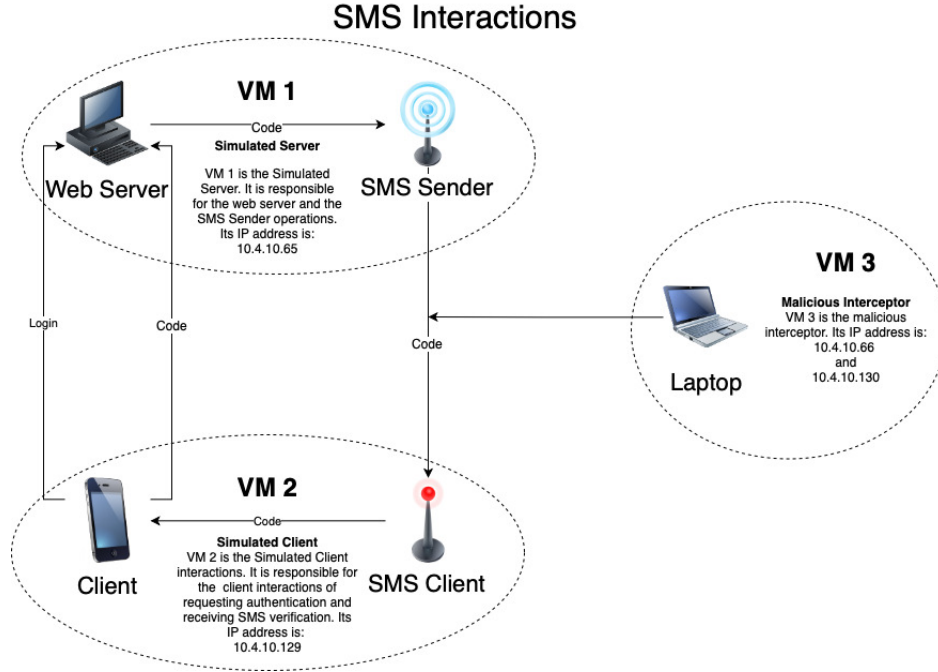 SMS Interactions
VM 1
Code
Simulated Server
VM 1 is the Simulated
Server. It is responsible
for the web server and the
SMS Sender operations.
Its IP address is:
10.4.10.65
Web Server
SMS Sender
VM 3
Malicious Interceptor
VM 3 is the malicious
interceptor. Its IP address is:
10.4.10.66
and
10.4.10.130
Laptop
Login
Code
Code
VM 2
Code
Simulated Client
VM 2 is the Simulated Client
interactions. It is responsible for
the client interactions of
requesting authentication and
receiving SMS verification. Its
IP address is:
10.4.10.129
Client
SMS Client